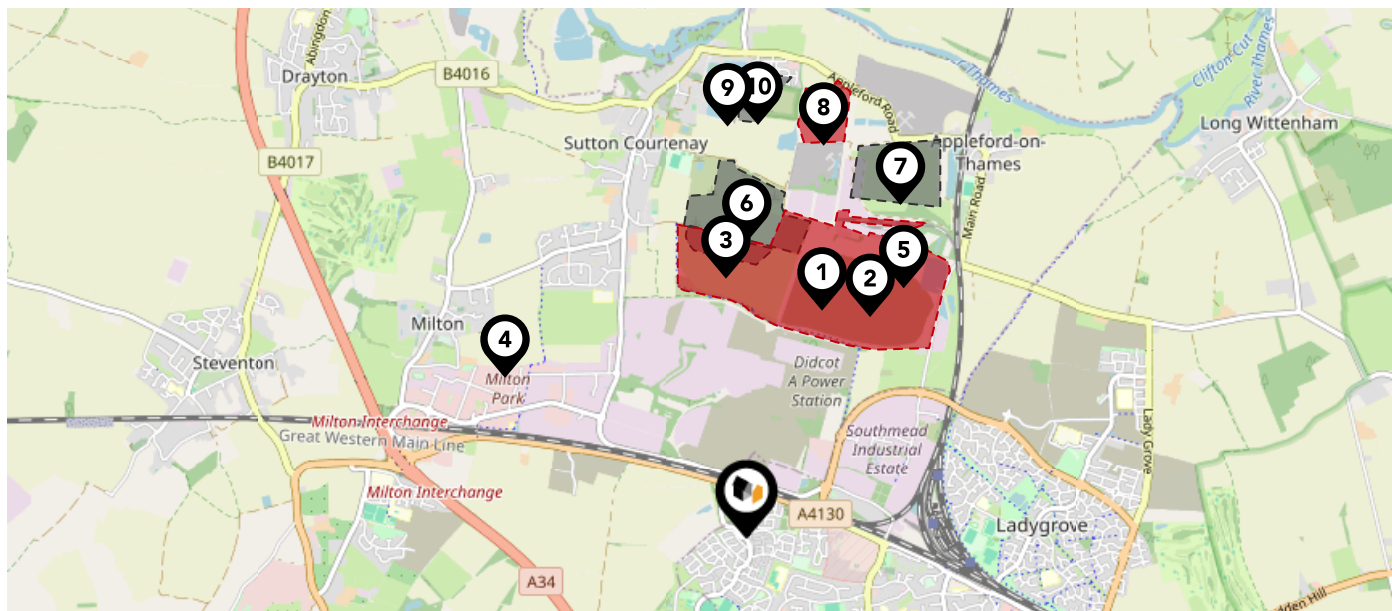 Abingdon
Drayton
B4016
9
10
8
Appleford Road
Thames
Clifton Cut
River Thames
Long Wittenham
Sutton Courtenay
Appleford-on-
Thames
B4017
7
6
Main Road
3
5
1
2
Milton
4
Steventon
Milton
Park
Didcot
A Power
Station
Milton Interchange
Great Western Main Line
Southmead
Industrial
Estate
Lady Grove
Milton Interchange
A4130
Ladygrove
A34
dden Hill